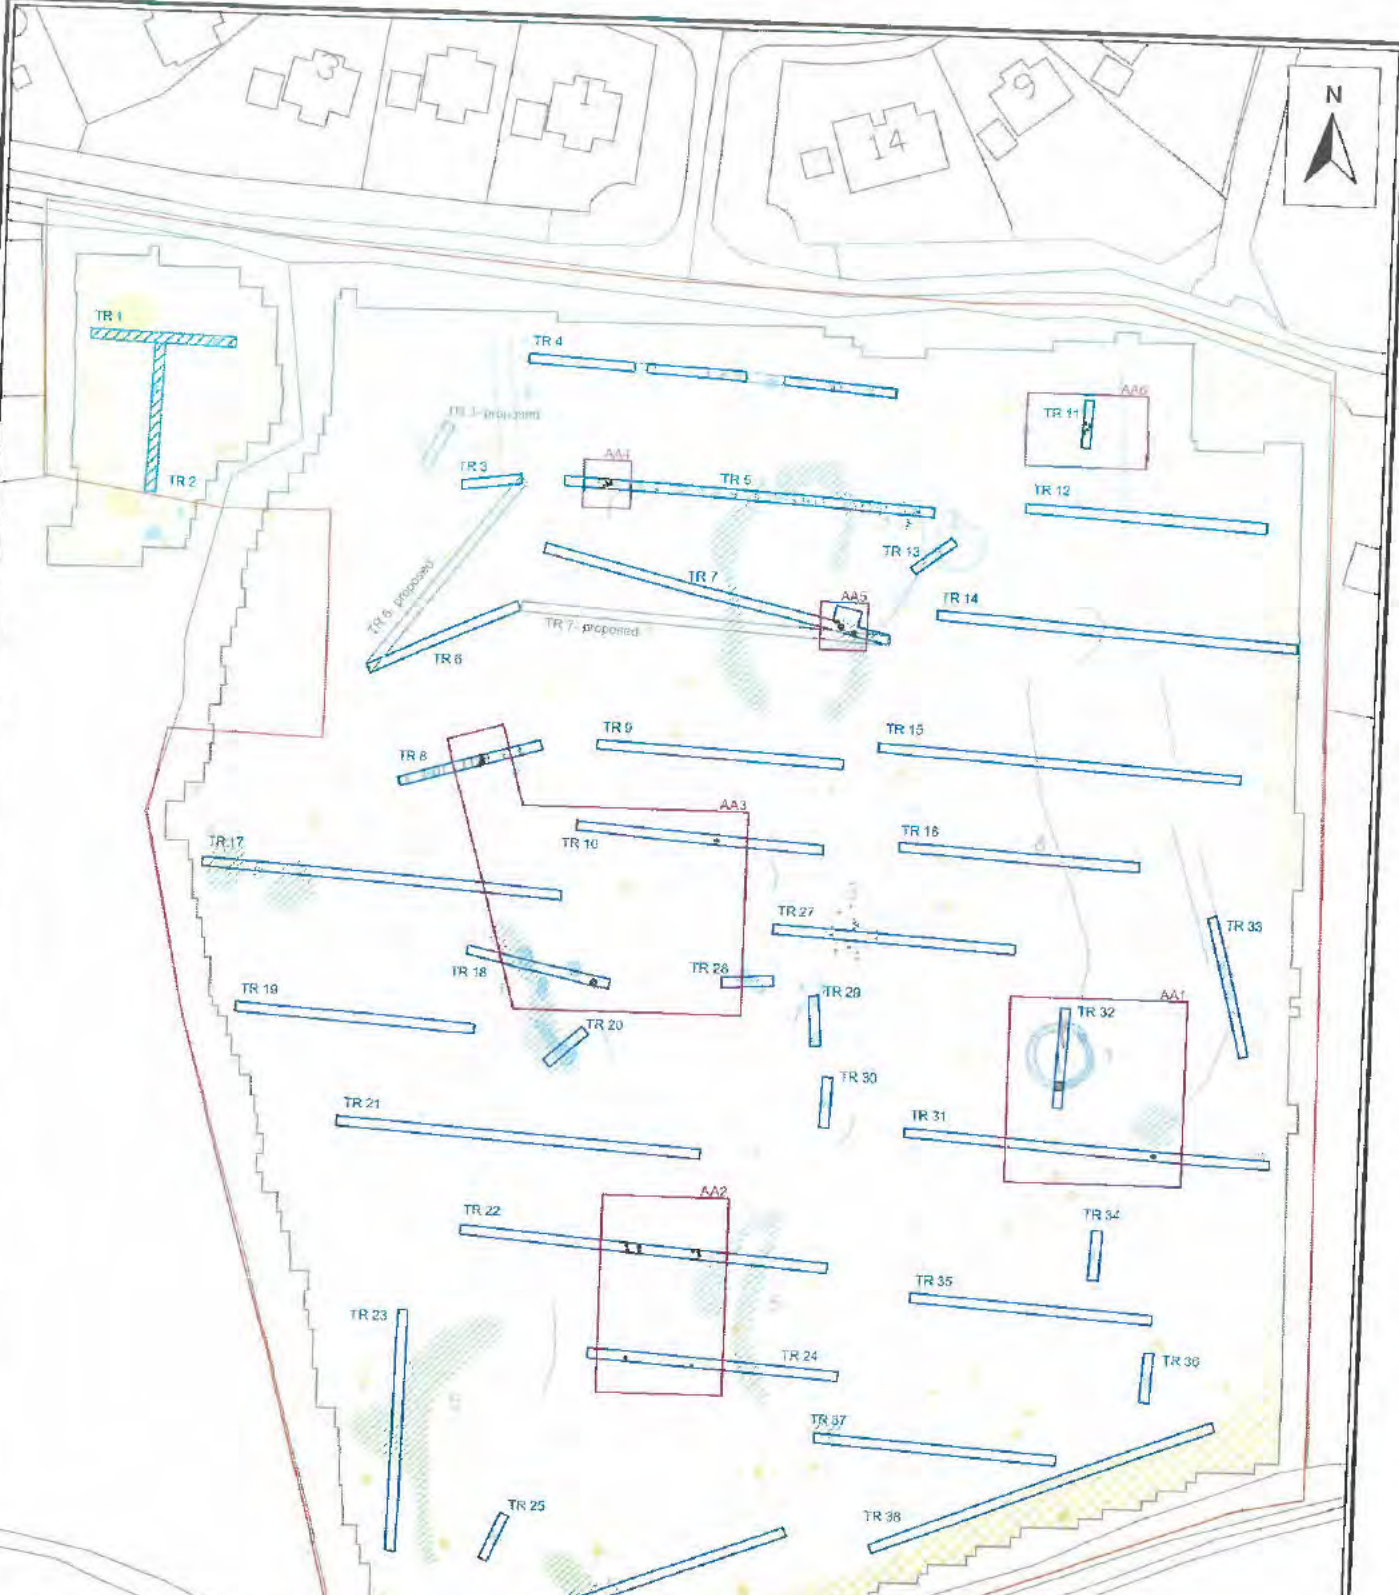 3
1
14
9
N
TR 1
TR 2
TR 4
TR 3-proposed
TR 3
AA4
TR 5
AA6
TR 11
TR 12
TR 13
TR 6- proposed
TR 7
AA5
TR 14
TR 7- proposed
TR 6
TR 8
TR 9
TR 15
AA3
TR 10
TR 16
TR 17
TR 27
TR 33
TR 18
TR 28
TR 29
AA1
TR 32
TR 19
TR 20
TR 30
TR 21
TR 31
AA2
TR 22
TR 34
TR 35
TR 23
TR 24
TR 36
TR 37
TR 25
TR 38